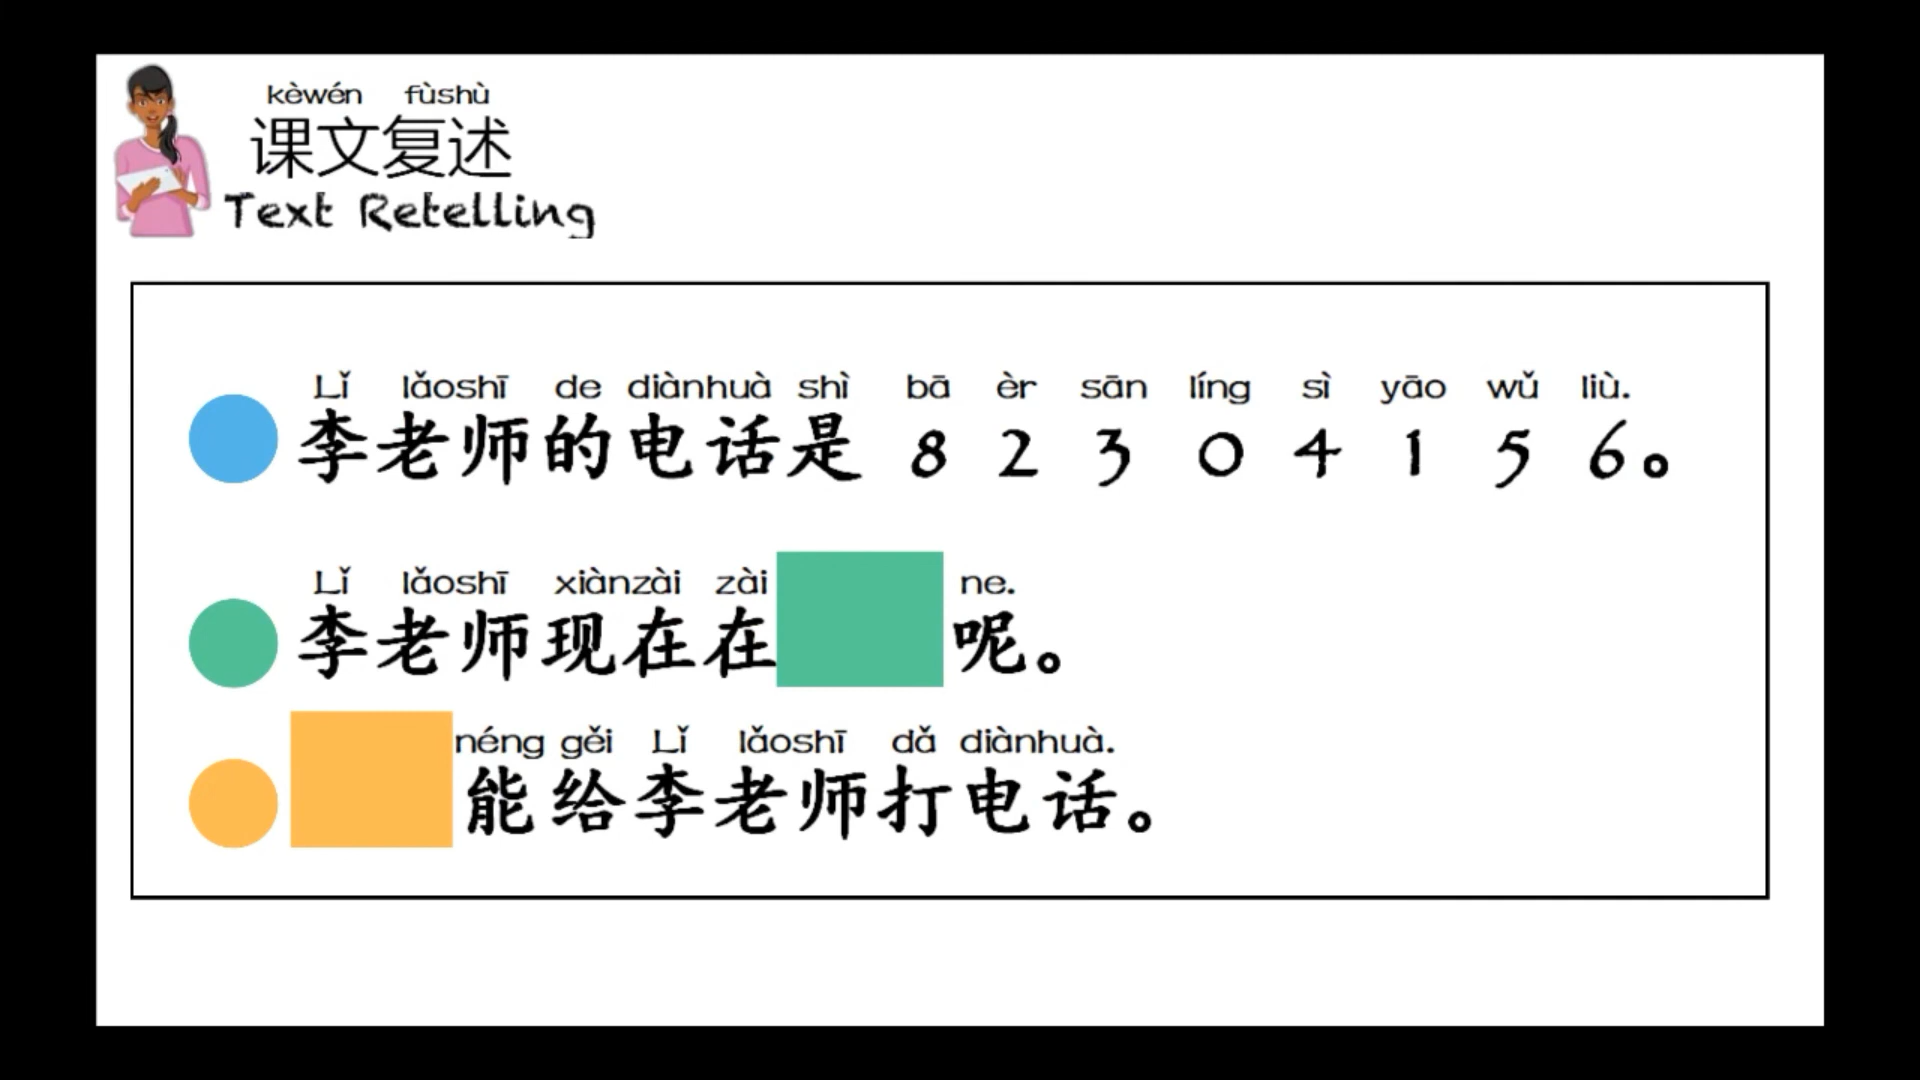 kèwén fùshù
课文复述
Text Retelling
Lǐ lǎoshī de diànhuà shì bā èr sān líng sì yāo wǔ liù.
李老师的电话是 8 2 3 0 4 1 5 6。
Lǐ lǎoshī xiànzài zài ne.
李老师现在在 呢。
néng gěi Lǐ lǎoshī dǎ diànhuà.
能给李老师打电话。